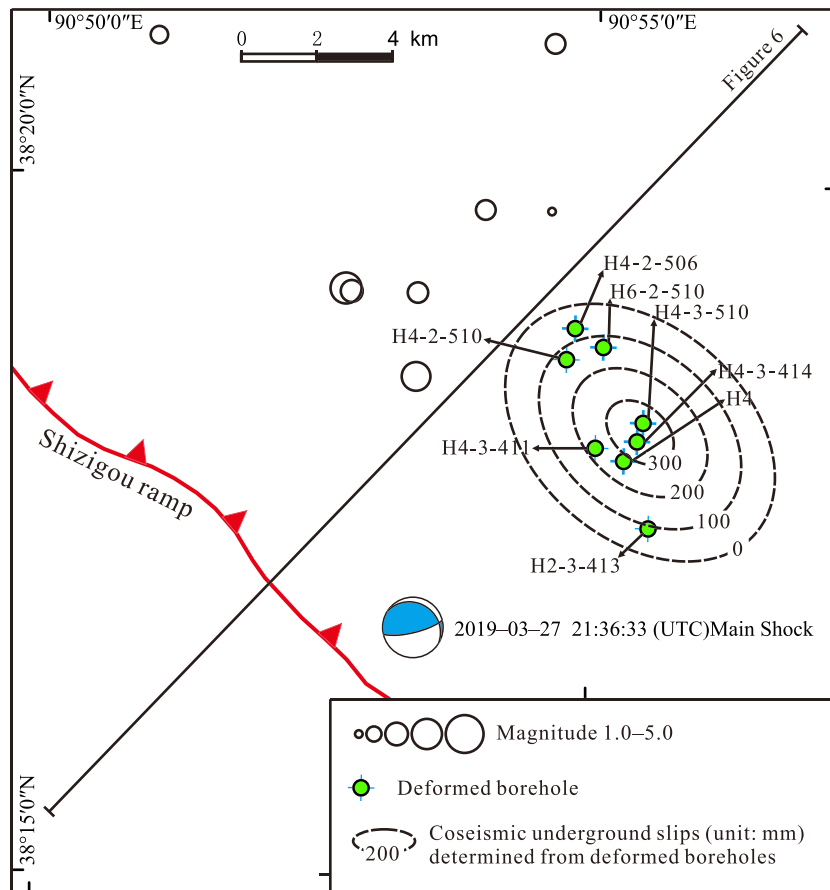 90°50′0″E
90°55′0″E
0 2 4 km
Figure 6
38°20′0″N
H4-2-506
H6-2-510
H4-3-510
H4-2-510
H4-3-414
H4
H4-3-411
300
200
100
0
H2-3-413
Shizigou ramp
2019–03–27 21:36:33 (UTC)Main Shock
38°15′0″N
Magnitude 1.0–5.0
Deformed borehole
200
Coseismic underground slips (unit: mm)
determined from deformed boreholes